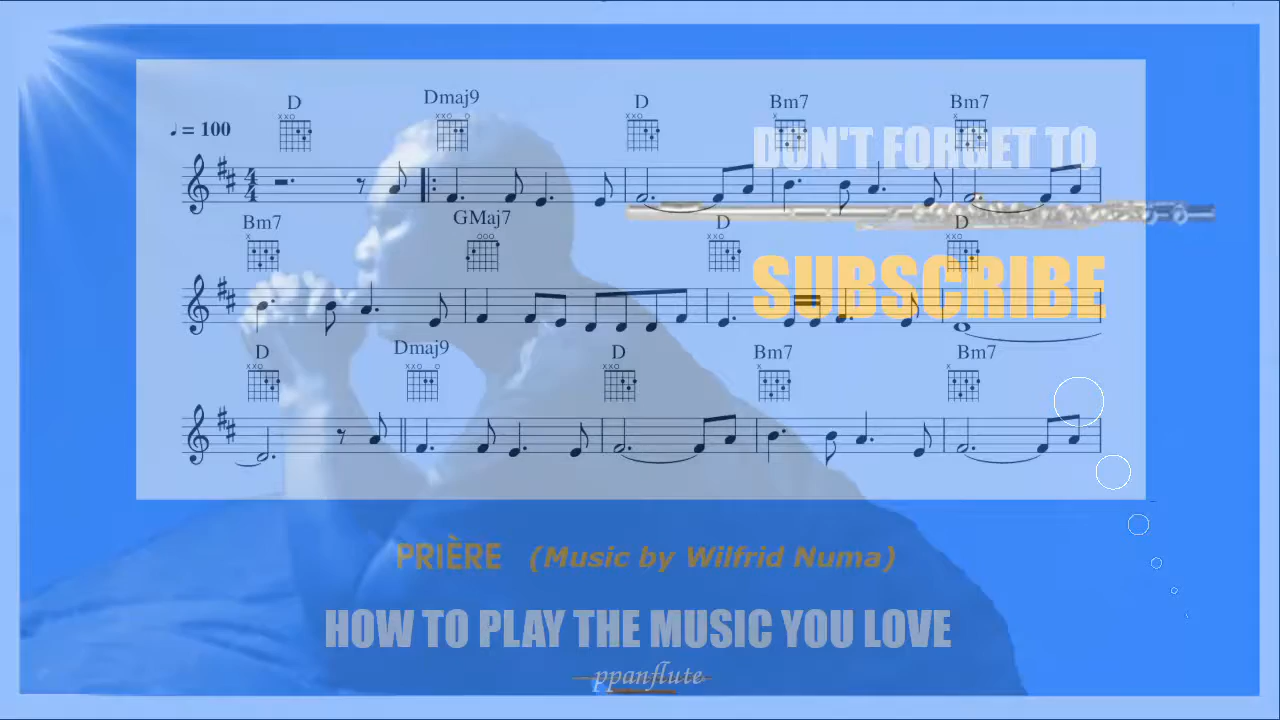 D Dmaj9 D Bm7 Bm7
♩ = 100
DON'T FORGET TO
Bm7 GMaj7 D D
SUBSCRIBE
D Dmaj9 D Bm7 Bm7
PRIÈRE (Music by Wilfrid Numa)
HOW TO PLAY THE MUSIC YOU LOVE
ppanflute